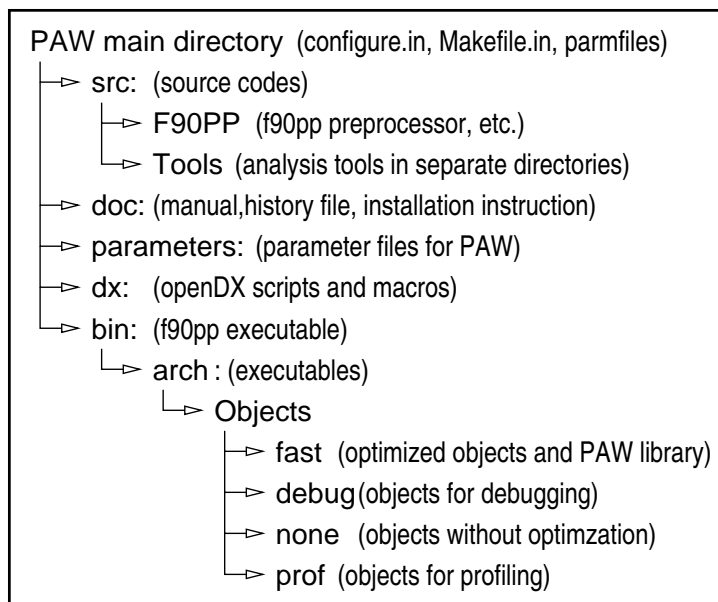 PAW main directory (configure.in, Makefile.in, parmfiles)
src: (source codes)
F90PP (f90pp preprocessor, etc.)
Tools (analysis tools in separate directories)
doc: (manual,history file, installation instruction)
parameters: (parameter files for PAW)
dx: (openDX scripts and macros)
bin: (f90pp executable)
arch : (executables)
Objects
fast (optimized objects and PAW library)
debug (objects for debugging)
none (objects without optimzation)
prof (objects for profiling)